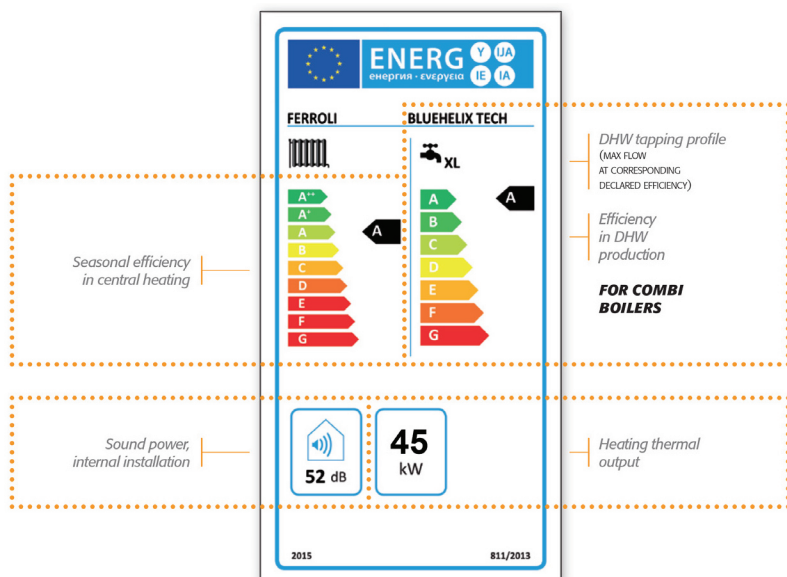 ENERG
енергия · ενεργεια
Y IJA
IE IA
FERROLI
BLUEHELIX TECH
XL
A++
A+
A
B
C
D
E
F
G
A
A
B
C
D
E
F
G
A
DHW tapping profile
(MAX FLOW
AT CORRESPONDING
DECLARED EFFICIENCY)
Efficiency
in DHW
production
FOR COMBI
BOILERS
Seasonal efficiency
in central heating
Sound power,
internal installation
52 dB
45
kW
Heating thermal
output
2015
811/2013